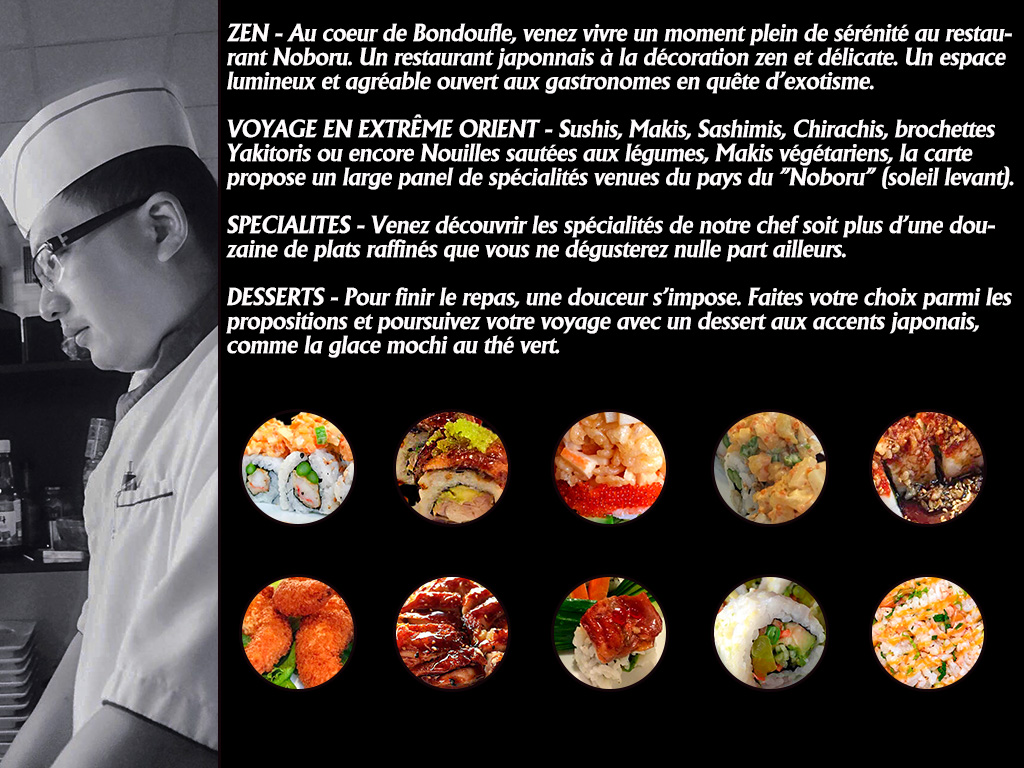 ZEN - Au coeur de Bondoufle, venez vivre un moment plein de sérénité au restau-
rant Noboru. Un restaurant japonnais à la décoration zen et délicate. Un espace
lumineux et agréable ouvert aux gastronomes en quête d'exotisme.
VOYAGE EN EXTRÊME ORIENT - Sushis, Makis, Sashimis, Chirachis, brochettes
Yakitoris ou encore Nouilles sautées aux légumes, Makis végétariens, la carte
propose un large panel de spécialités venues du pays du "Noboru" (soleil levant).
SPECIALITES - Venez découvrir les spécialités de notre chef soit plus d'une dou-
zaine de plats raffinés que vous ne dégusterez nulle part ailleurs.
DESSERTS - Pour finir le repas, une douceur s'impose. Faites votre choix parmi les
propositions et poursuivez votre voyage avec un dessert aux accents japonais,
comme la glace mochi au thé vert.